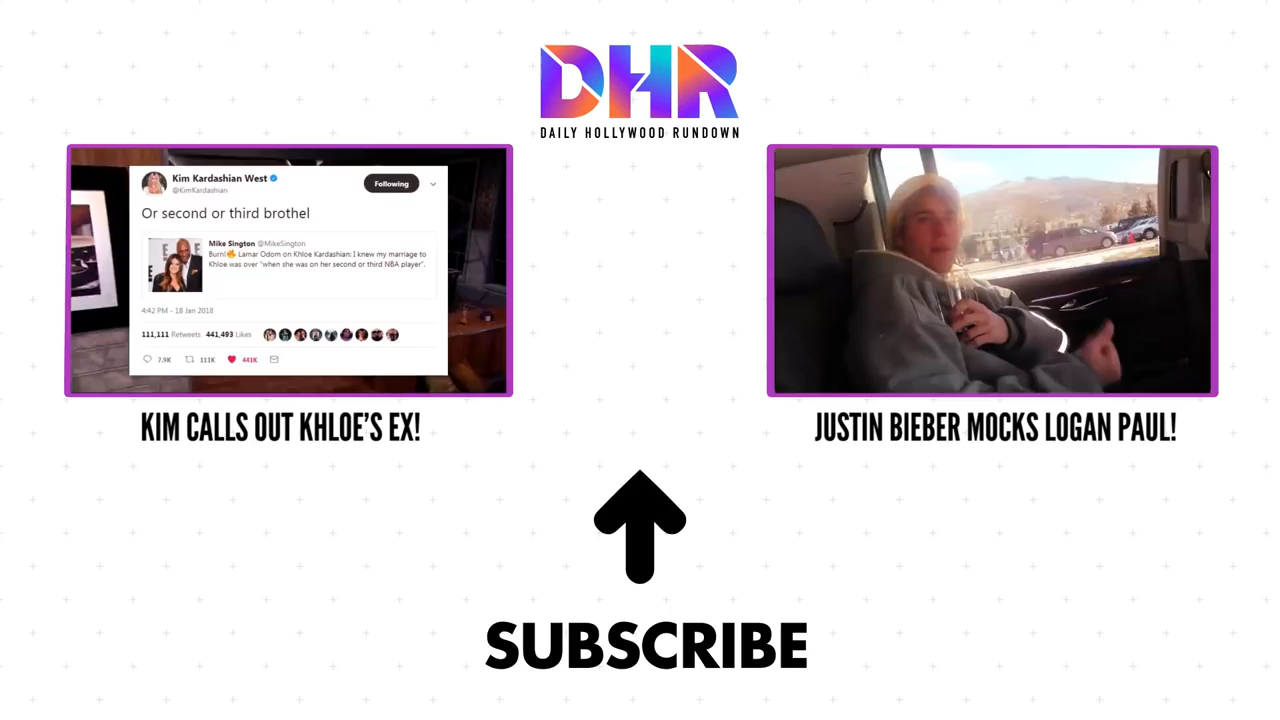 DHR
DAILY HOLLYWOOD RUNDOWN
Kim Kardashian West
@KimKardashian
Following
Or second or third brothel
Mike Sington @MikeSington
Burn!🔥 Lamar Odom on Khloe Kardashian: I knew my marriage to
Khloe was over "when she was on her second or third NBA player".
4:42 PM - 18 Jan 2018
111,111 Retweets 441,493 Likes
7.9K 111K 441K
KIM CALLS OUT KHLOE'S EX!
JUSTIN BIEBER MOCKS LOGAN PAUL!
SUBSCRIBE